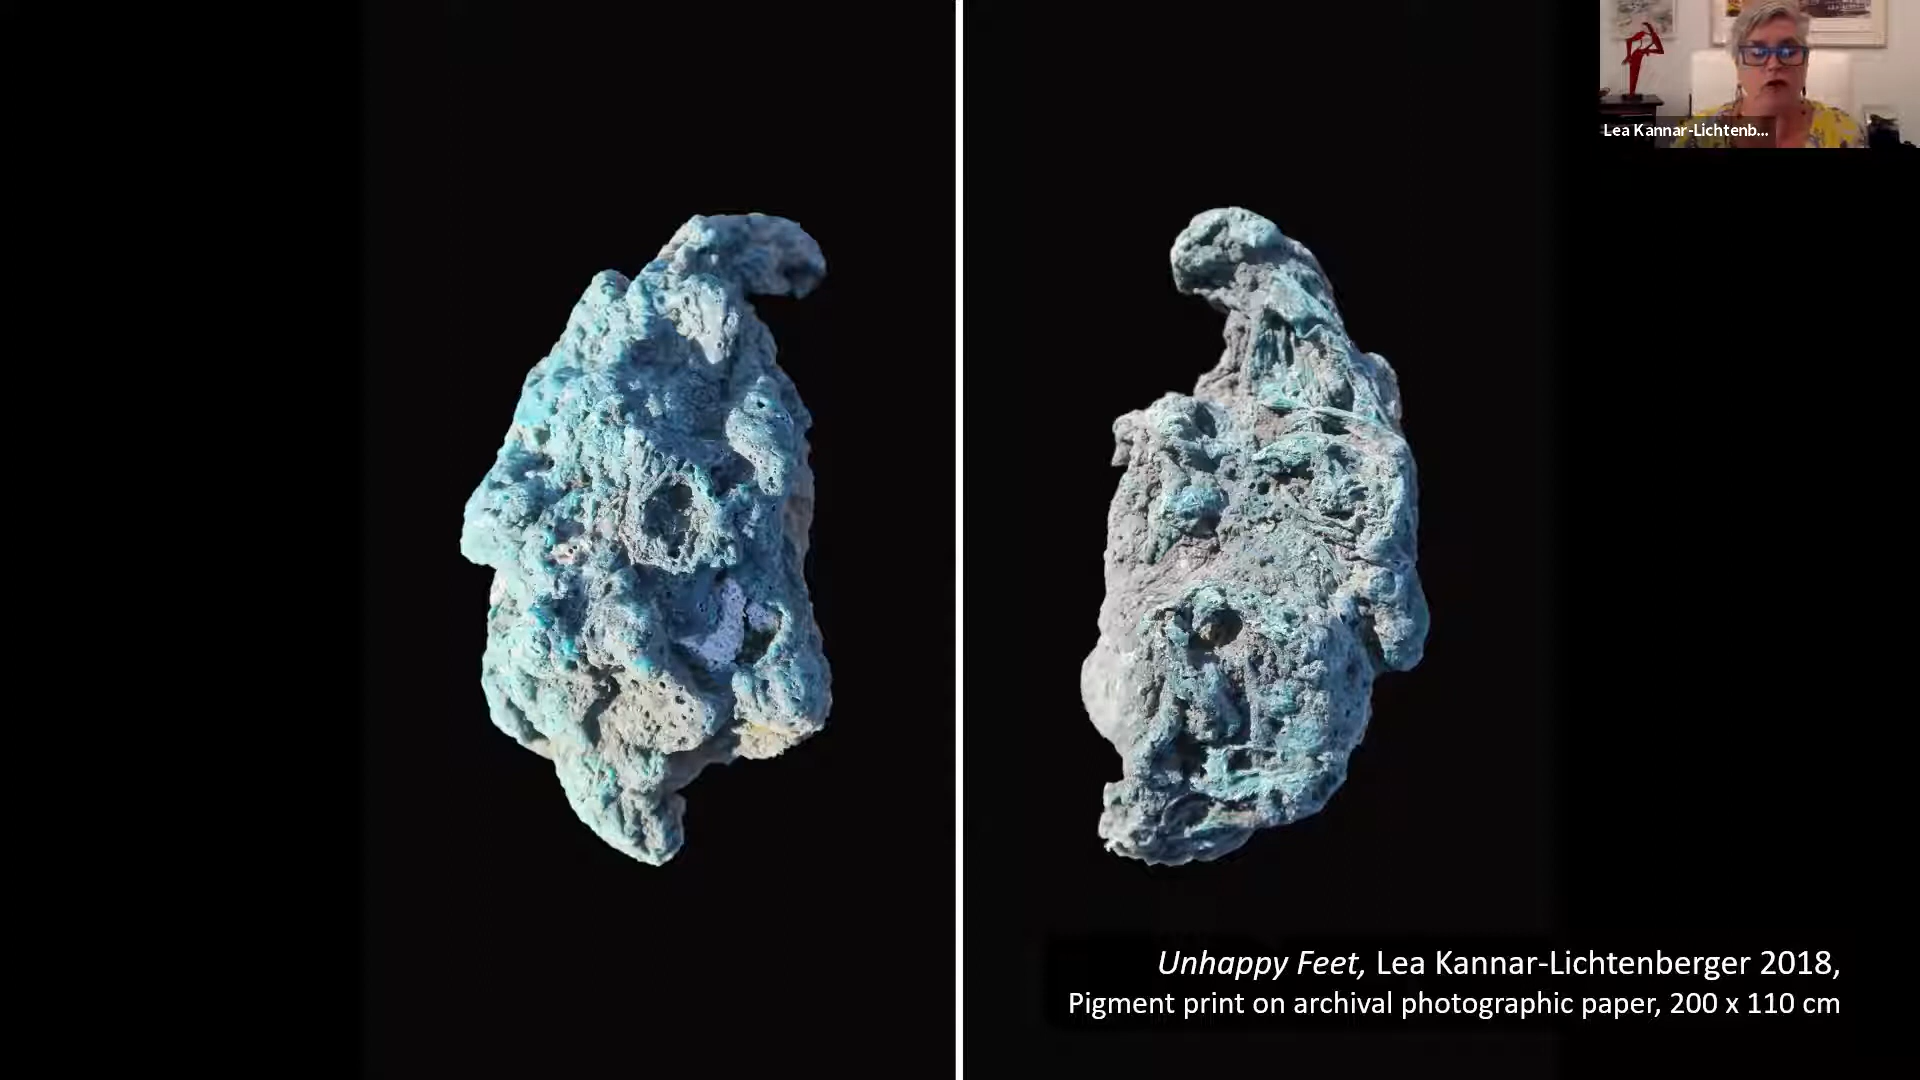 Lea Kannar-Lichtenb...
Unhappy Feet, Lea Kannar-Lichtenberger 2018,
Pigment print on archival photographic paper, 200 x 110 cm